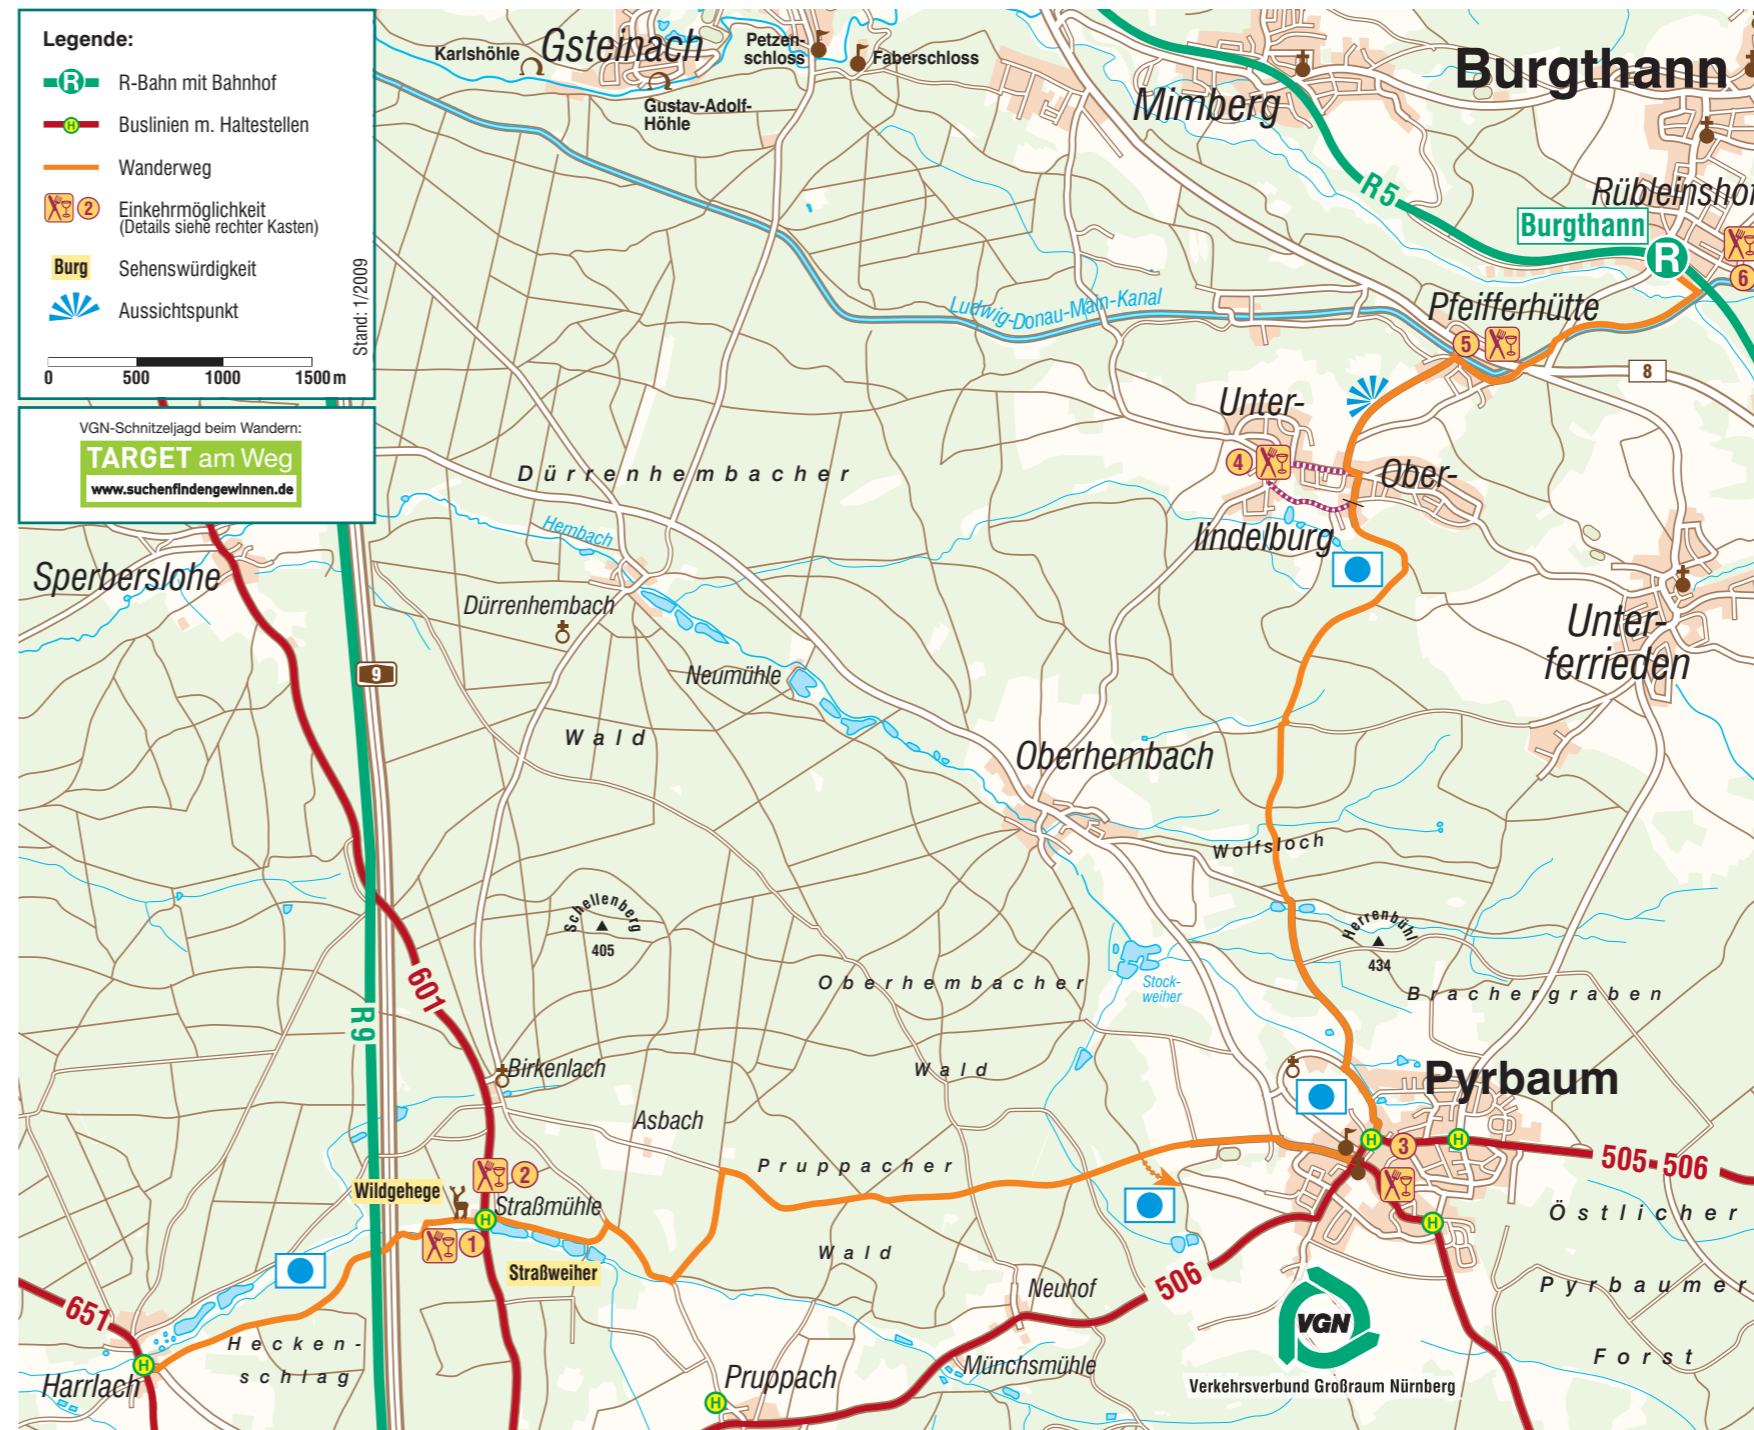 Legende:
R
R-Bahn mit Bahnhof
H
Buslinien m. Haltestellen
Wanderweg
2
Einkehrmöglichkeit
(Details siehe rechter Kasten)
Burg
Sehenswürdigkeit
Aussichtspunkt
0 500 1000 1500 m
Stand: 1/2009
VGN-Schnitzeljagd beim Wandern:
TARGET am Weg
www.suchenfindengewinnen.de
Karlshöhle
Gsteinach
Petzen-
schloss
Faberschloss
Gustav-Adolf-
Höhle
Mimberg
Burgthann
R5
Rübleinshof
Burgthann
R
6
Ludwig-Donau-Main-Kanal
Pfeifferhütte
5
8
Unter-
4
Ober-
lindelburg
Dürrenhembacher
Hembach
Sperberslohe
Dürrenhembach
9
Neumühle
Unter-
ferrieden
Wald
Oberhembach
Wolfsloch
Schellenberg
405
Herrenbühl
434
601
R9
Oberhembacher
Stock-
weiher
Brachergraben
Birkenlach
Wald
Pyrbaum
Asbach
H
3
H
505-506
Pruppacher
2
Wildgehege
Straßmühle
H
1
Straßweiher
Wald
H
Östlicher
Neuhof
506
Pyrbaumer
651
VGN
Hecken-
schlag
H
Harrlach
Münchsmühle
Forst
Pruppach
H
Verkehrsverbund Großraum Nürnberg